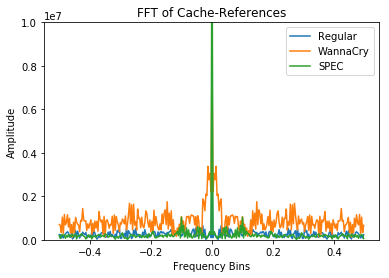 FFT of Cache-References
1e7
1.0
0.8
0.6
0.4
0.2
0.0
Amplitude
Regular
WannaCry
SPEC
−0.4 −0.2 0.0 0.2 0.4
Frequency Bins